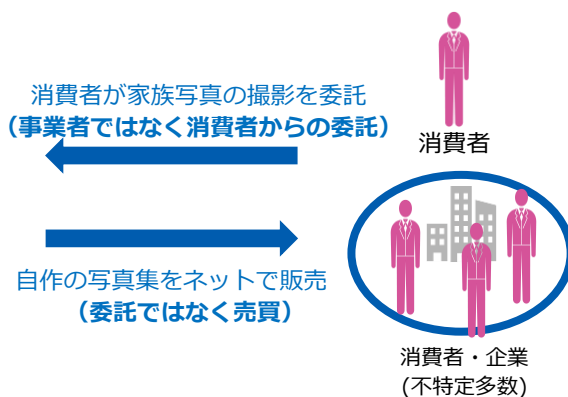 消費者が家族写真の撮影を委託
（事業者ではなく消費者からの委託）
消費者
自作の写真集をネットで販売
（委託ではなく売買）
消費者・企業
(不特定多数)